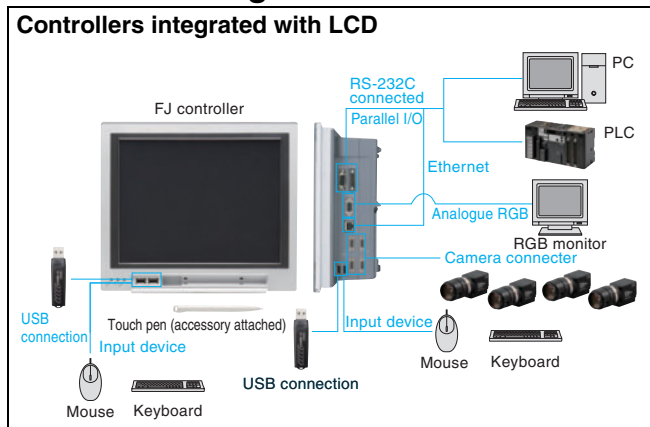 Controllers integrated with LCD
PC
RS-232C
connected
FJ controller
Parallel I/O
PLC
Ethernet
Analogue RGB
RGB monitor
Camera connecter
USB
connection
Touch pen (accessory attached)
Input device
Input device
Mouse
Keyboard
USB connection
Mouse
Keyboard